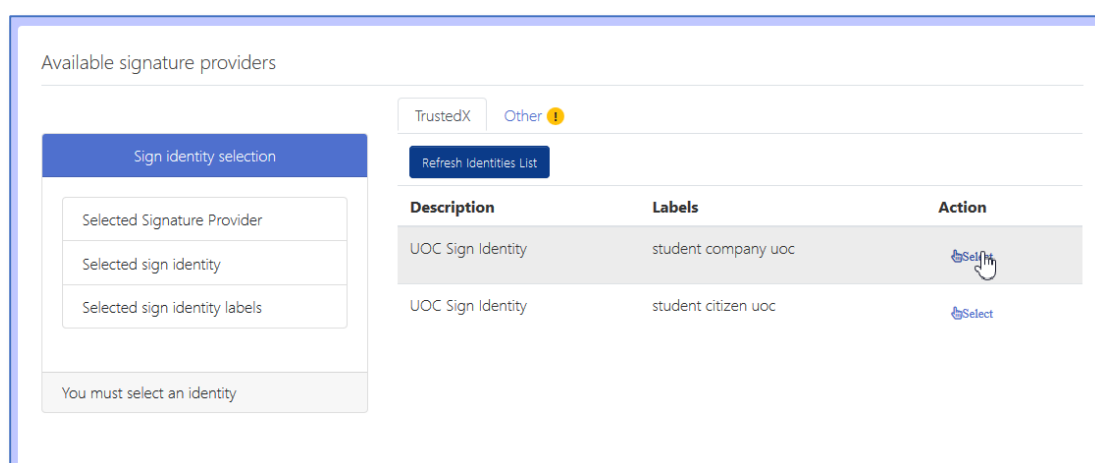 Available signature providers
TrustedX Other !
Sign identity selection
Refresh Identities List
Selected Signature Provider
Selected sign identity
Selected sign identity labels
You must select an identity
Description Labels Action
UOC Sign Identity student company uoc Select
UOC Sign Identity student citizen uoc Select